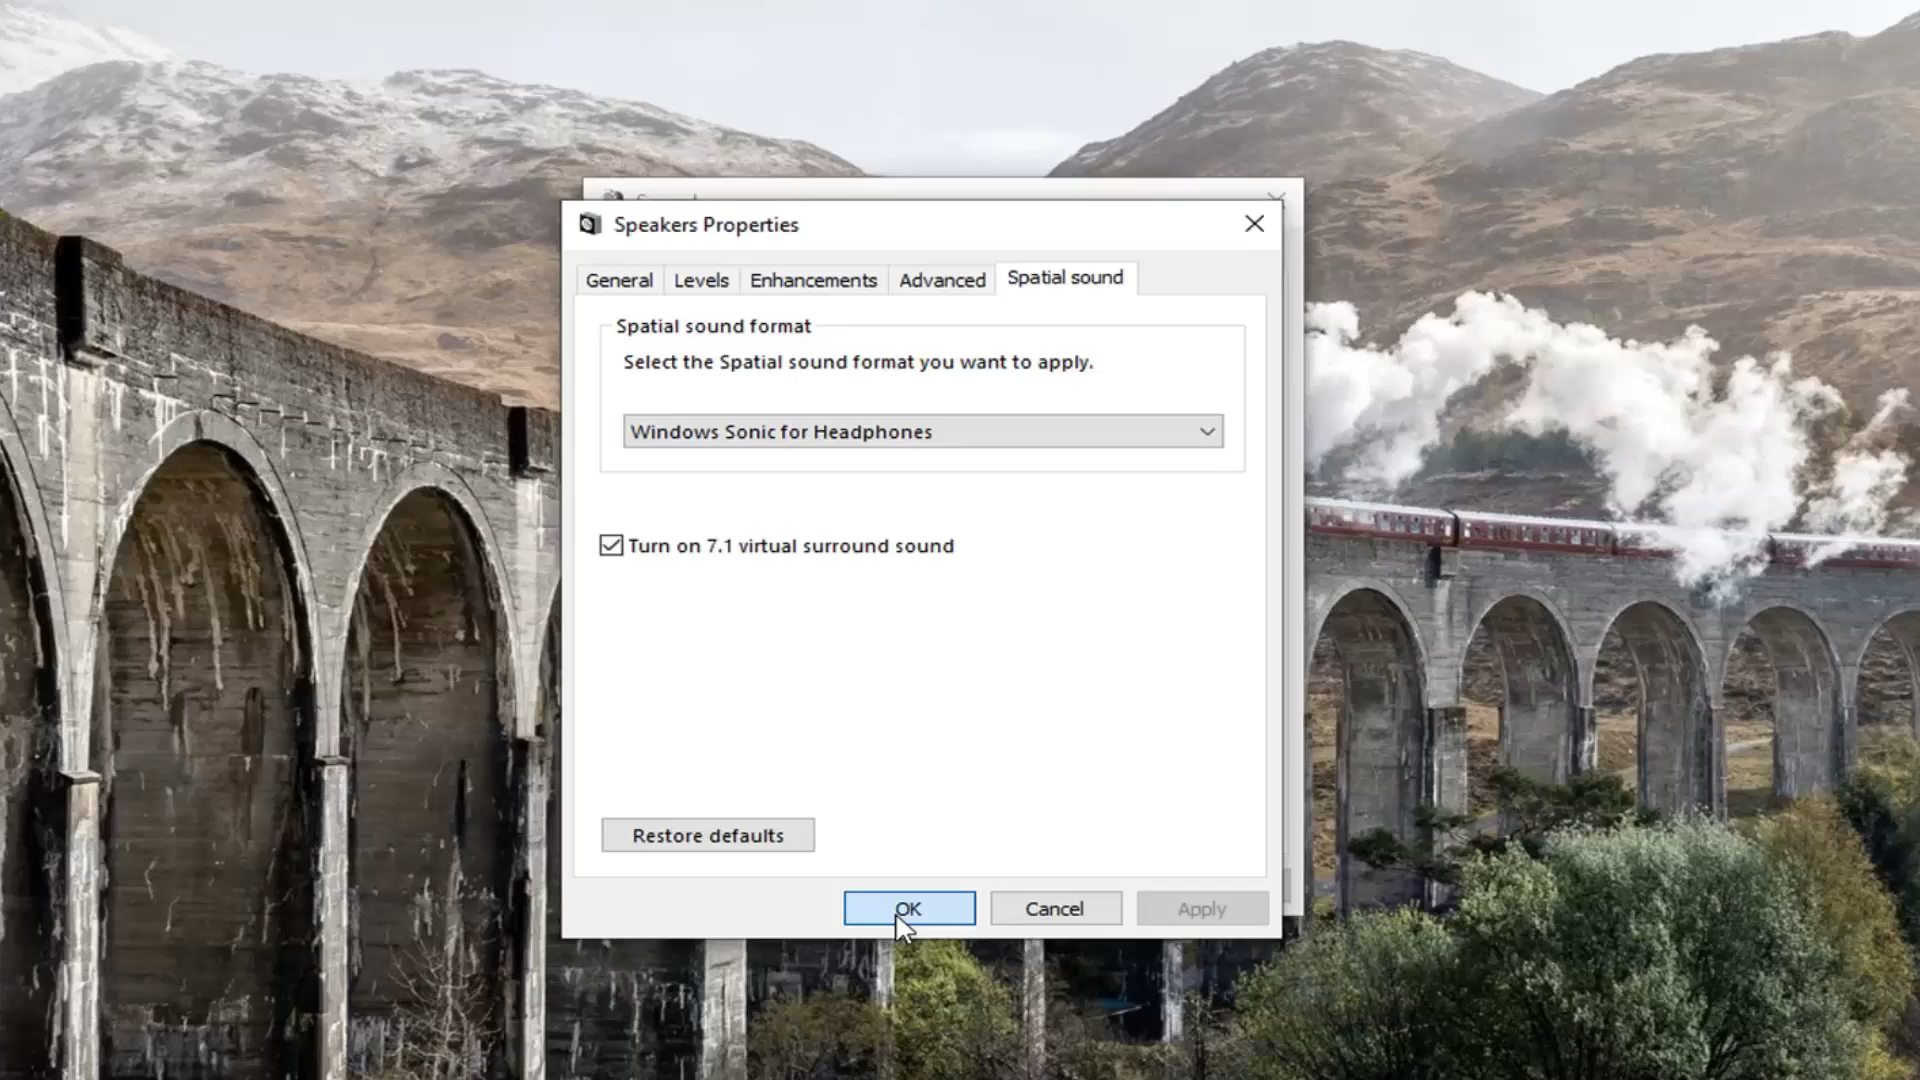 Speakers Properties
General Levels Enhancements Advanced Spatial sound
Spatial sound format
Select the Spatial sound format you want to apply.
Windows Sonic for Headphones
Turn on 7.1 virtual surround sound
Restore defaults
OK Cancel Apply